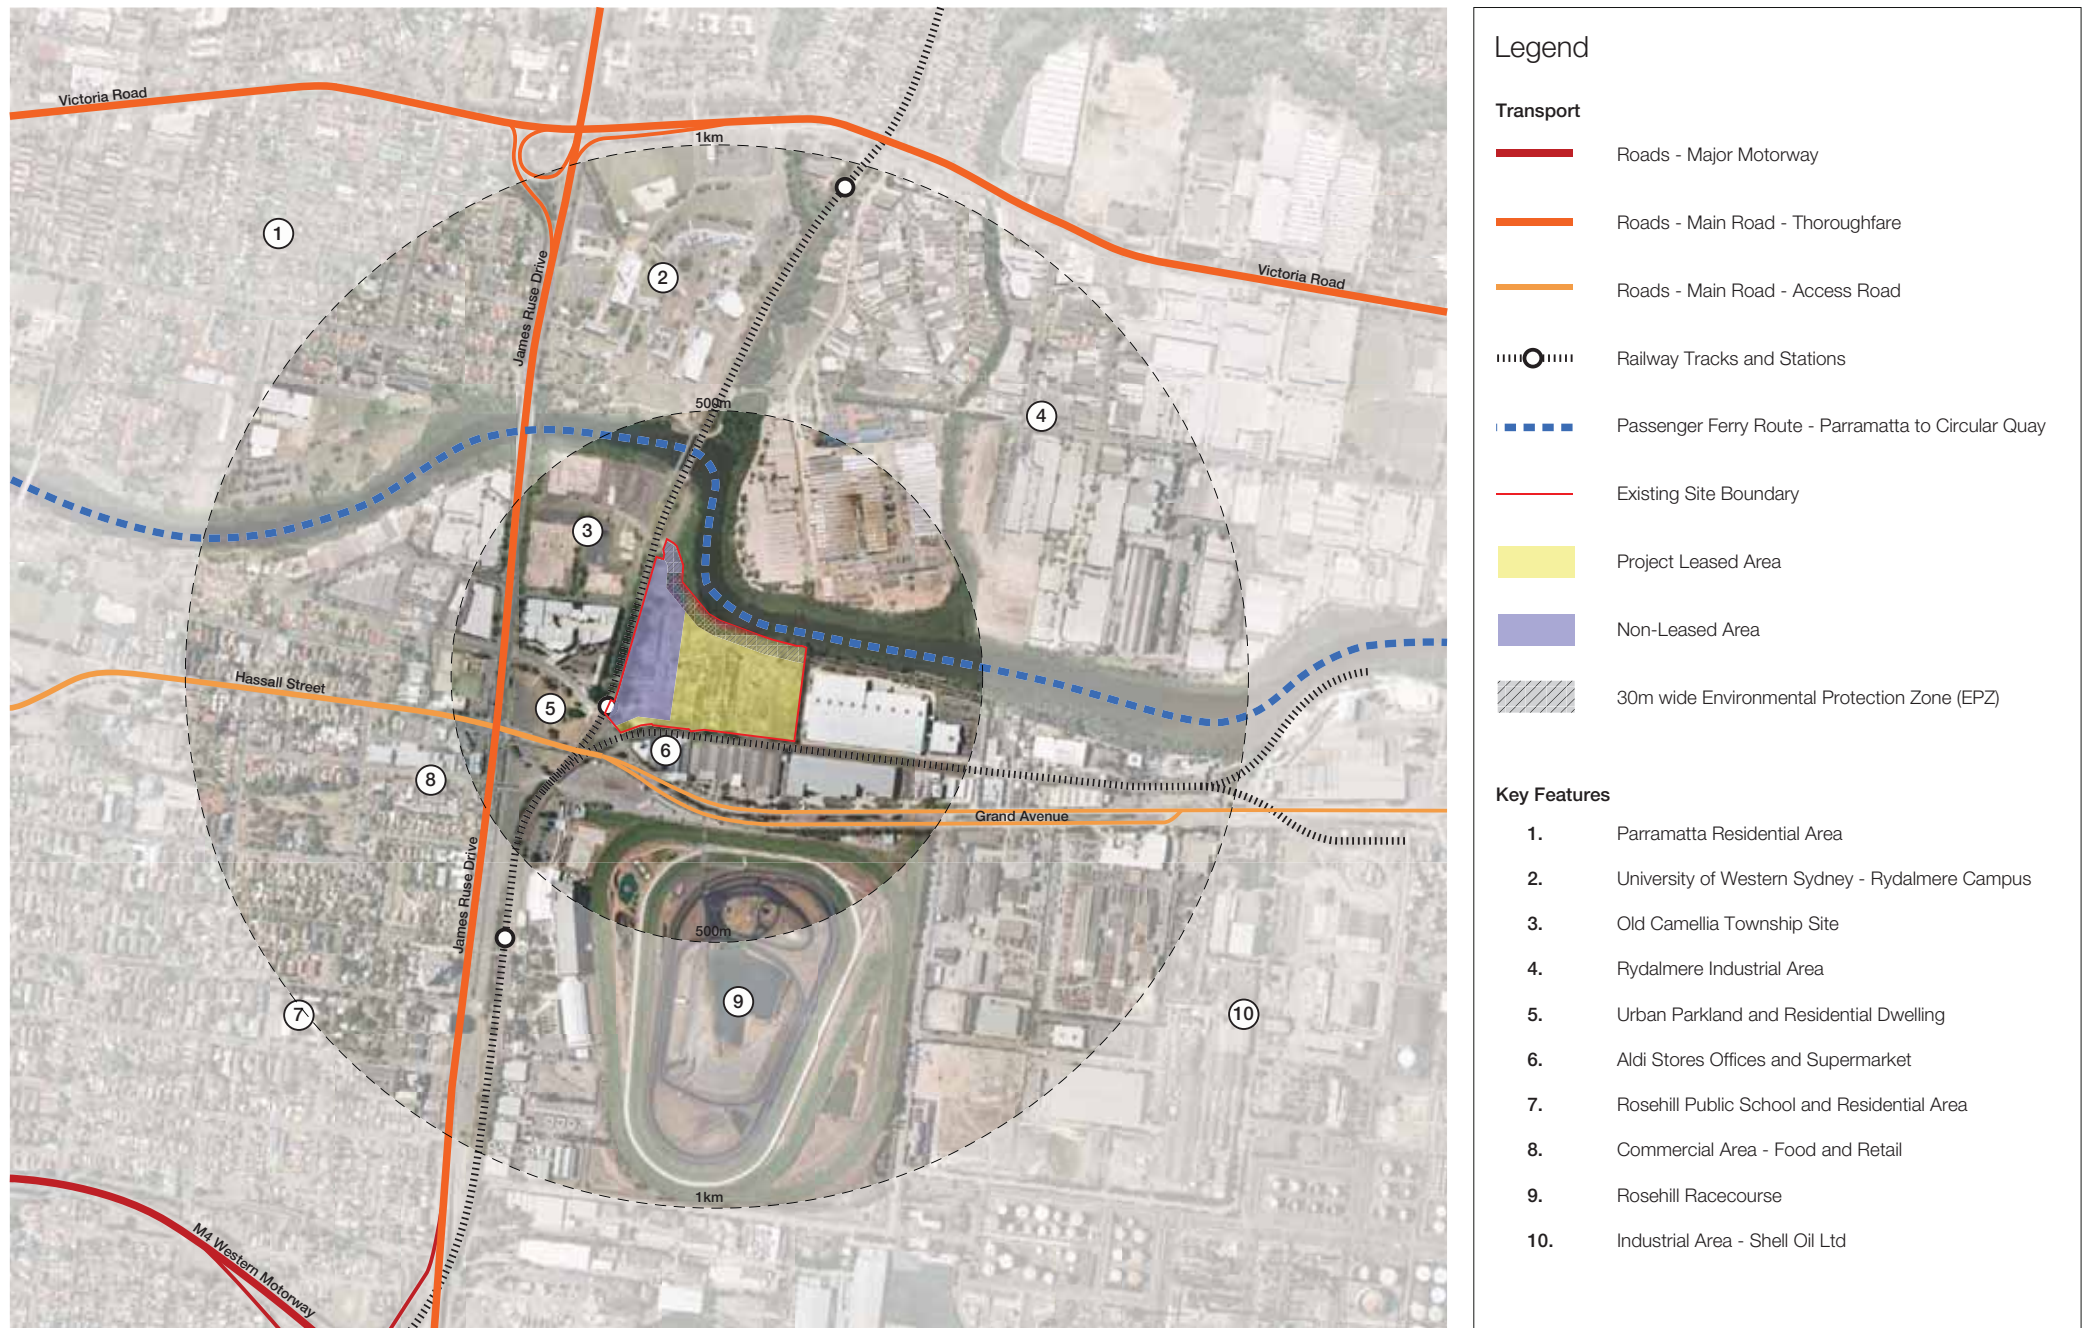 Victoria Road
1km
1
James Ruse Drive
2
Victoria Road
500m
4
3
Hassall Street
5
6
8
Grand Avenue
James Ruse Drive
500m
9
7
10
1km
M4 Western Motorway
Legend
Transport
Roads - Major Motorway
Roads - Main Road - Thoroughfare
Roads - Main Road - Access Road
Railway Tracks and Stations
Passenger Ferry Route - Parramatta to Circular Quay
Existing Site Boundary
Project Leased Area
Non-Leased Area
30m wide Environmental Protection Zone (EPZ)
Key Features
1. Parramatta Residential Area
2. University of Western Sydney - Rydalmere Campus
3. Old Camellia Township Site
4. Rydalmere Industrial Area
5. Urban Parkland and Residential Dwelling
6. Aldi Stores Offices and Supermarket
7. Rosehill Public School and Residential Area
8. Commercial Area - Food and Retail
9. Rosehill Racecourse
10. Industrial Area - Shell Oil Ltd